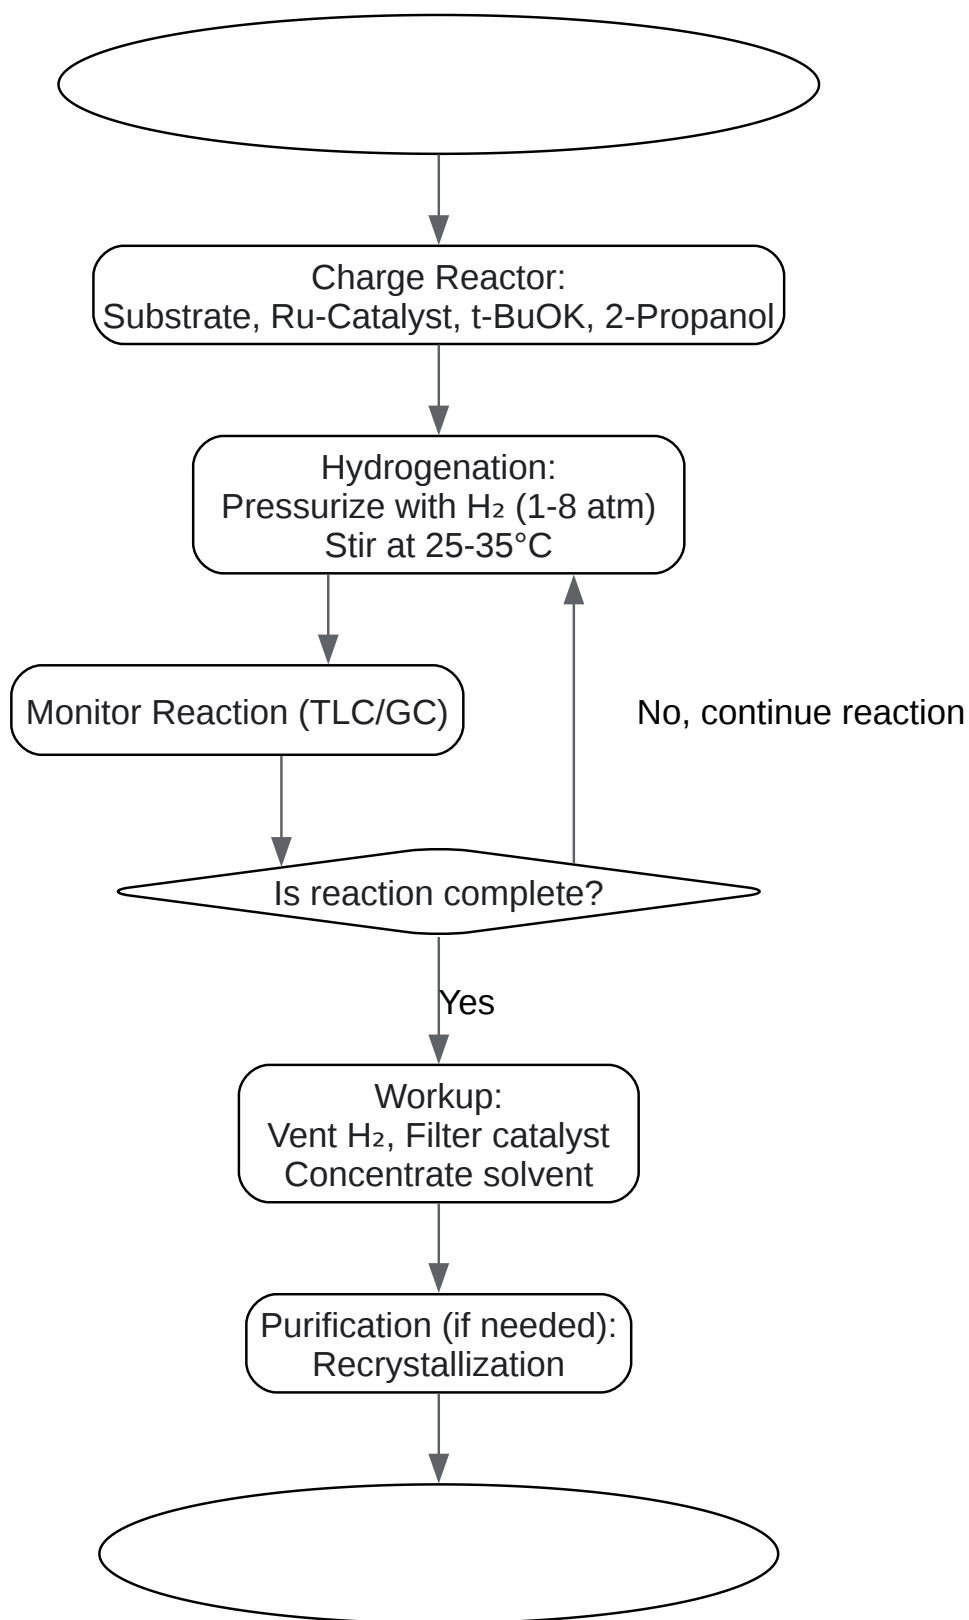 Charge Reactor:
Substrate, Ru-Catalyst, t-BuOK, 2-Propanol
Hydrogenation:
Pressurize with H₂ (1-8 atm)
Stir at 25-35°C
Monitor Reaction (TLC/GC)
No, continue reaction
Is reaction complete?
Yes
Workup:
Vent H₂, Filter catalyst
Concentrate solvent
Purification (if needed):
Recrystallization